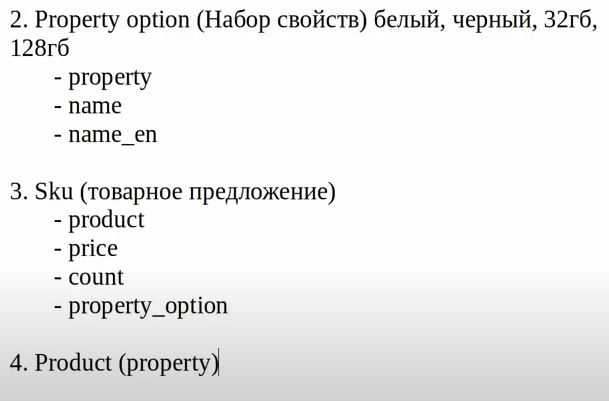 2. Property option (Набор свойств) белый, черный, 32гб,
128гб
- property
- name
- name_en
3. Sku (товарное предложение)
- product
- price
- count
- property_option
4. Product (property)